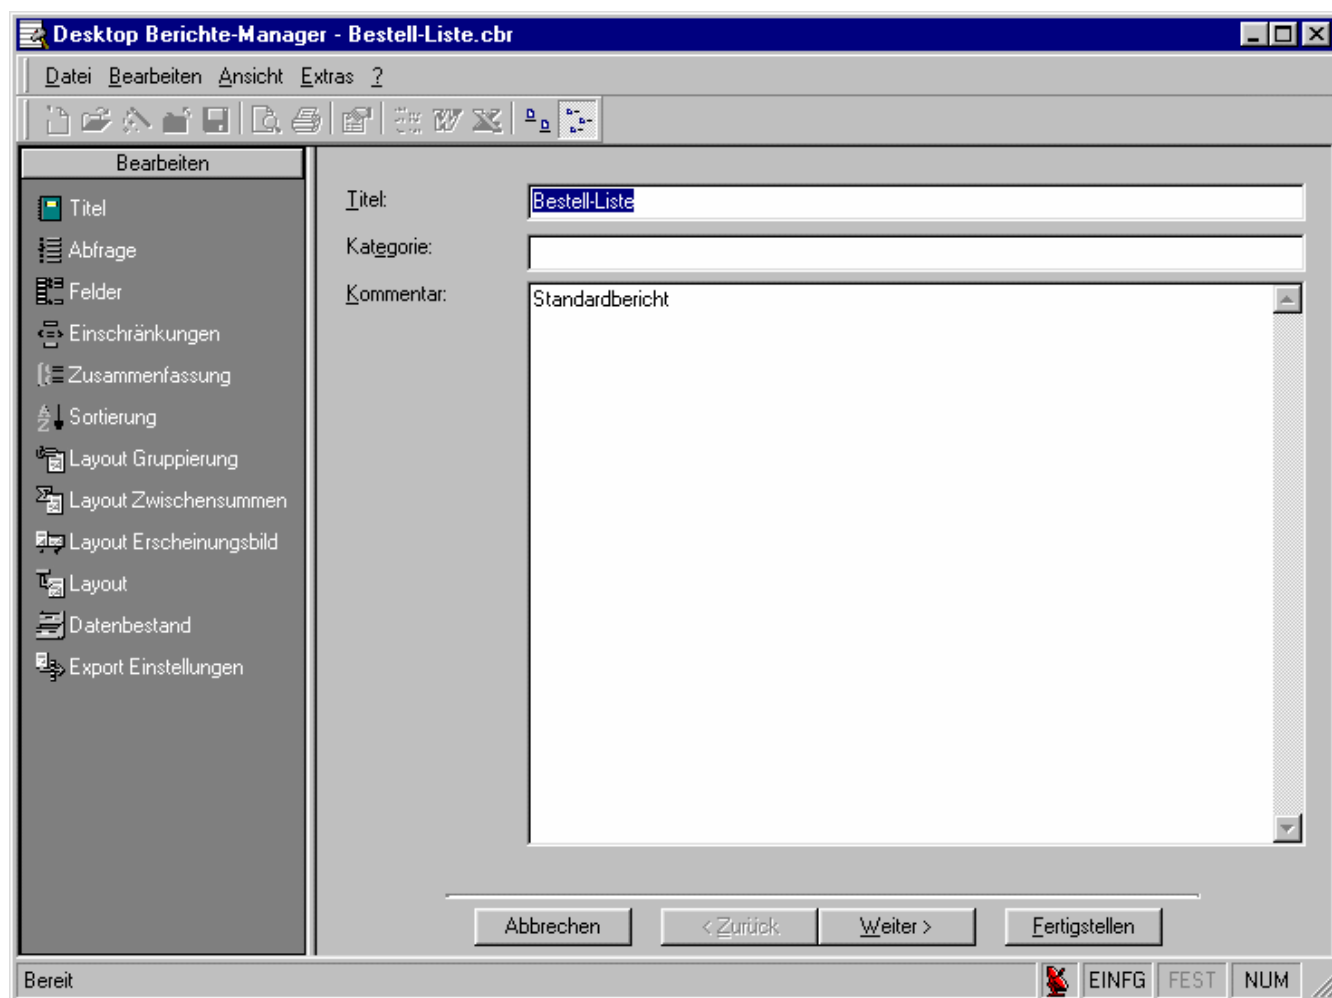 Desktop Berichte-Manager - Bestell-Liste.cbr
Datei Bearbeiten Ansicht Extras ?
Bearbeiten
Titel
Abfrage
Felder
Einschränkungen
Zusammenfassung
Sortierung
Layout Gruppierung
Layout Zwischensummen
Layout Erscheinungsbild
Layout
Datenbestand
Export Einstellungen
Titel: Bestell-Liste
Kategorie:
Kommentar: Standardbericht
Abbrechen < Zurück Weiter > Fertigstellen
Bereit EINFG FEST NUM